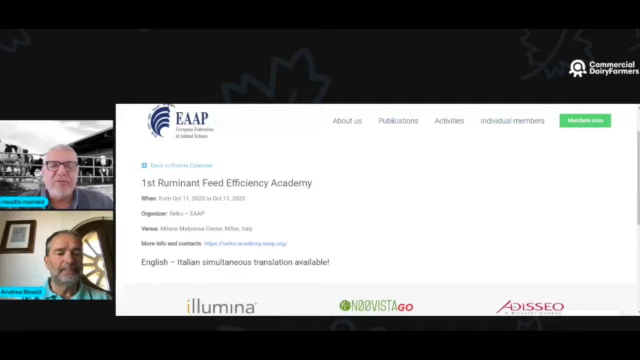 Commercial
DairyFarmers
EAAP
European Federation
of Animal Science
About us
Publications
Activities
Individual members
Members Area
Back to Events Calendar
1st Ruminant Feed Efficiency Academy
When from Oct 11, 2023 to Oct 11, 2023
Organizer: Selko – EAAP
Venue: Milano Malpensa Center, Milan, Italy
More info and contacts: https://selko-academy.eaap.org/
English – Italian simultaneous translation available!
claudio mariani
Andrea Rosati
illumina
N00VISTAGO
ADISSEO